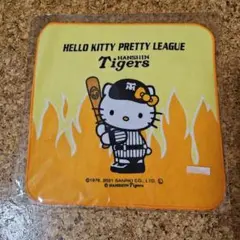 HELLO KITTY PRETTY LEAGUE
HANSHIN
Tigers
©1976, 2021 SANRIO CO., LTD.
©HANSHIN Tigers